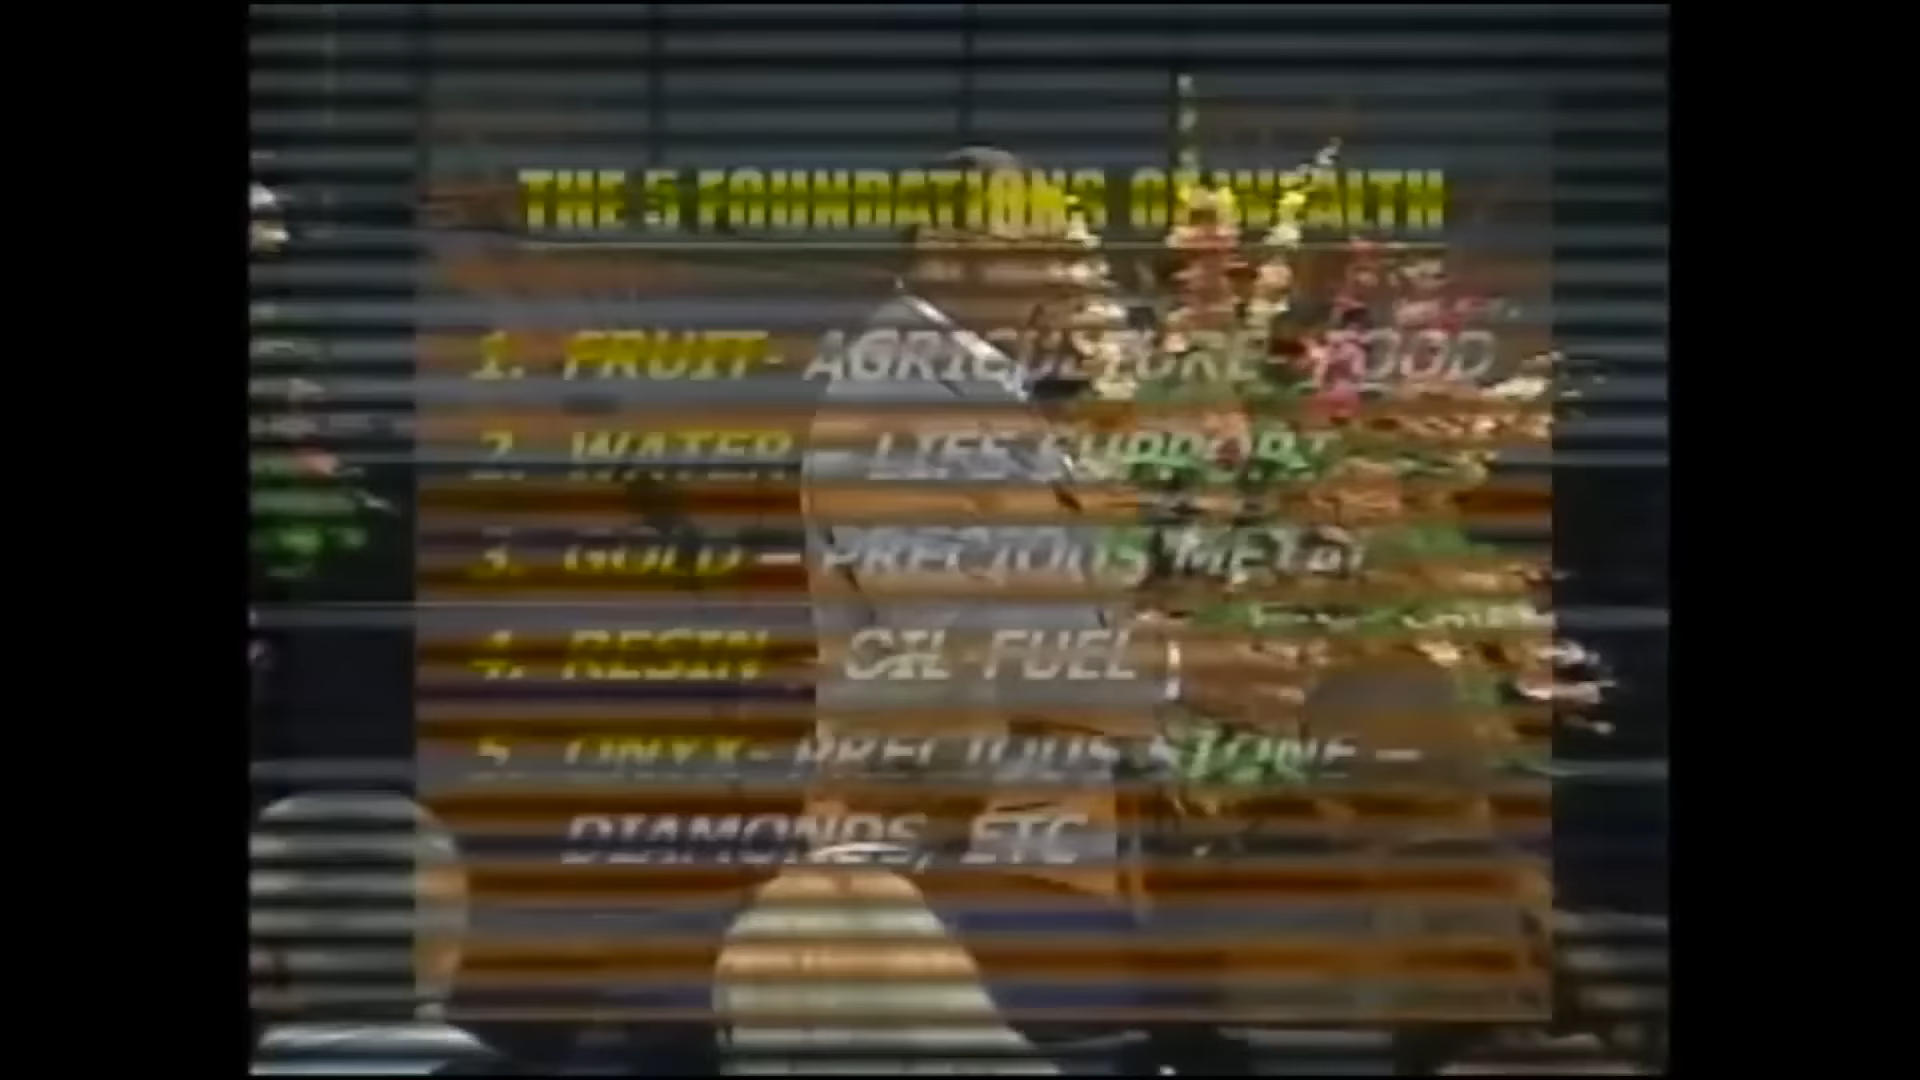 THE 5 FOUNDATIONS OF WEALTH
1. FRUIT- AGRICULTURE- FOOD
2. WATER – LIFE SUPPORT
3. GOLD – PRECIOUS METAL
4. RESIN - OIL-FUEL
5. ONYX- PRECIOUS STONE –
DIAMONDS, ETC